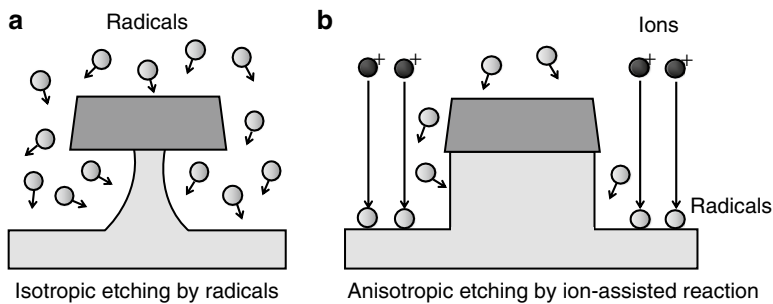 a
Radicals
Isotropic etching by radicals
b
Ions
+
+
+
+
Radicals
Anisotropic etching by ion-assisted reaction